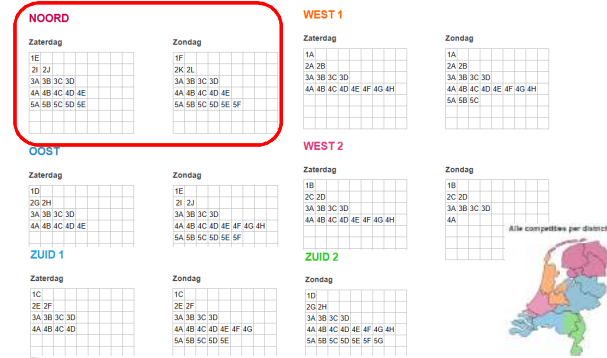 NOORD
Zaterdag
1E
2I 2J
3A 3B 3C 3D
4A 4B 4C 4D 4E
5A 5B 5C 5D 5E
Zondag
1F
2K 2L
3A 3B 3C 3D
4A 4B 4C 4D 4E
5A 5B 5C 5D 5E 5F
WEST 1
Zaterdag
1A
2A 2B
3A 3B 3C 3D
4A 4B 4C 4D 4E 4F 4G 4H
Zondag
1A
2A 2B
3A 3B 3C 3D
4A 4B 4C 4D 4E 4F 4G 4H
5A 5B 5C
OOST
Zaterdag
1D
2G 2H
3A 3B 3C 3D
4A 4B 4C 4D 4E
Zondag
1E
2I 2J
3A 3B 3C 3D
4A 4B 4C 4D 4E 4F 4G 4H
5A 5B 5C 5D 5E 5F
WEST 2
Zaterdag
1B
2C 2D
3A 3B 3C 3D
4A 4B 4C 4D 4E 4F 4G 4H
Zondag
1B
2C 2D
3A 3B 3C 3D
4A
Alle competities per district
ZUID 1
Zaterdag
1C
2E 2F
3A 3B 3C 3D
4A 4B 4C 4D
Zondag
1C
2E 2F
3A 3B 3C 3D
4A 4B 4C 4D 4E 4F 4G
5A 5B 5C 5D 5E
ZUID 2
Zondag
1D
2G 2H
3A 3B 3C 3D
4A 4B 4C 4D 4E 4F 4G 4H
5A 5B 5C 5D 5E 5F 5G